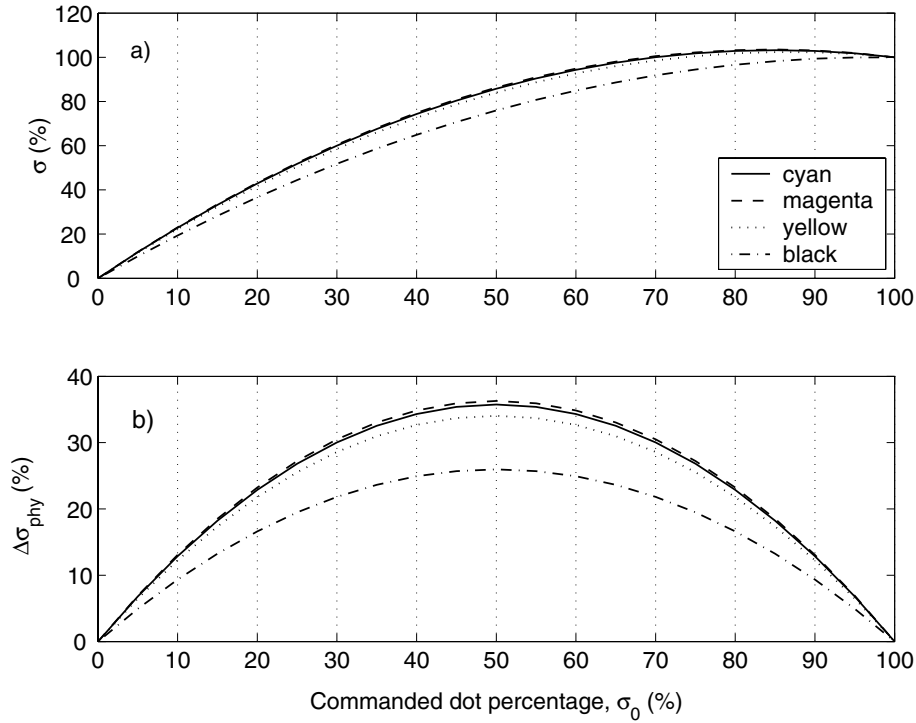 a)
120
100
80
60
40
20
0
σ (%)
cyan
magenta
yellow
black
0 10 20 30 40 50 60 70 80 90 100
b)
40
30
20
10
0
Δσphy (%)
0 10 20 30 40 50 60 70 80 90 100
Commanded dot percentage, σ0 (%)